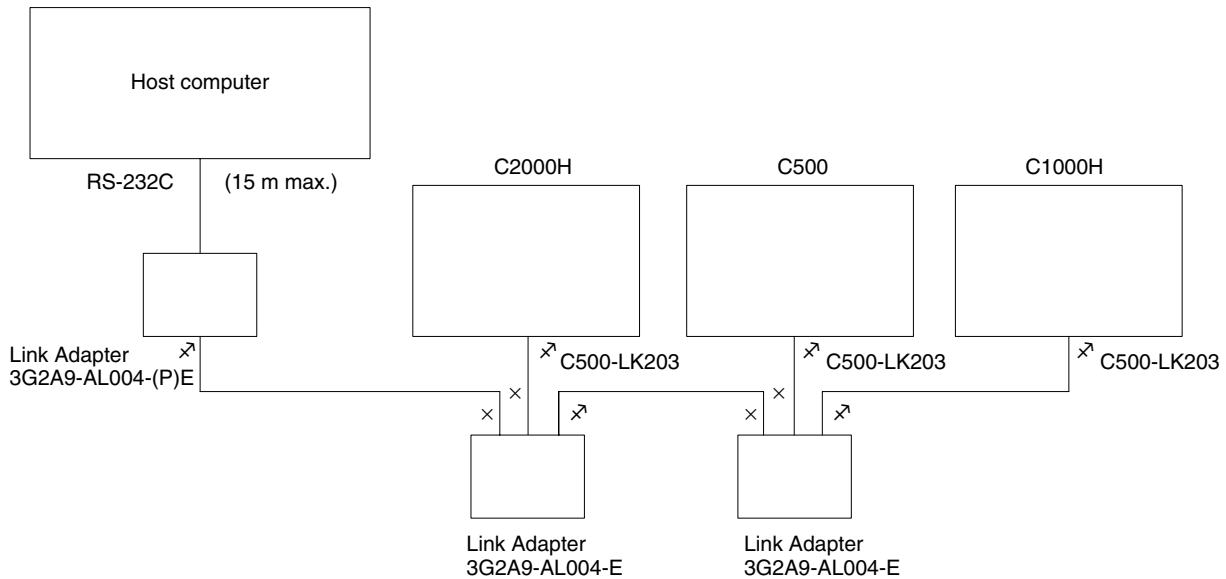 Host computer
RS-232C (15 m max.)
C2000H
C500
C1000H
Link Adapter
3G2A9-AL004-(P)E
C500-LK203
C500-LK203
C500-LK203
Link Adapter
3G2A9-AL004-E
Link Adapter
3G2A9-AL004-E